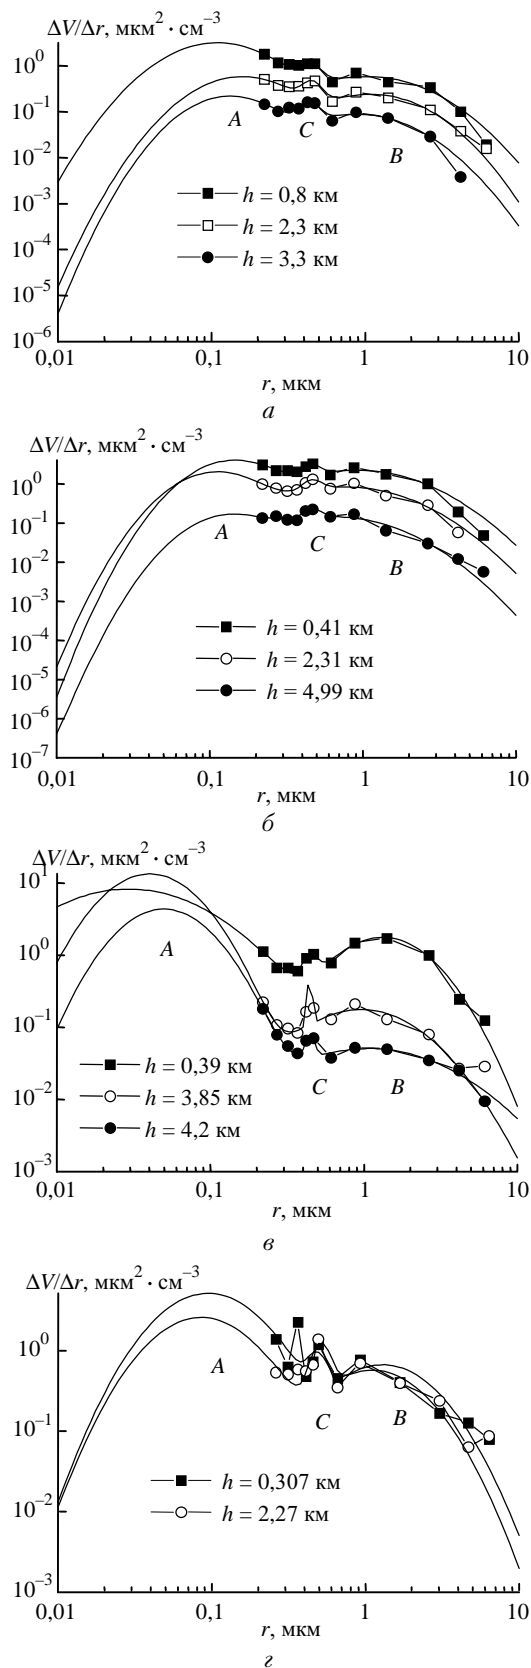 ΔV/Δr, мкм² · см⁻³
10⁰
10⁻¹
10⁻²
10⁻³
10⁻⁴
10⁻⁵
10⁻⁶
A C B
h = 0,8 км
h = 2,3 км
h = 3,3 км
0,01 0,1 1 10
r, мкм
а
ΔV/Δr, мкм² · см⁻³
10⁰
10⁻¹
10⁻²
10⁻³
10⁻⁴
10⁻⁵
10⁻⁶
10⁻⁷
A C B
h = 0,41 км
h = 2,31 км
h = 4,99 км
0,01 0,1 1 10
r, мкм
б
ΔV/Δr, мкм² · см⁻³
10¹
10⁰
10⁻¹
10⁻²
10⁻³
A
C B
h = 0,39 км
h = 3,85 км
h = 4,2 км
0,01 0,1 1 10
r, мкм
в
ΔV/Δr, мкм² · см⁻³
10⁰
10⁻¹
10⁻²
10⁻³
A
C B
h = 0,307 км
h = 2,27 км
0,01 0,1 1 10
r, мкм
г